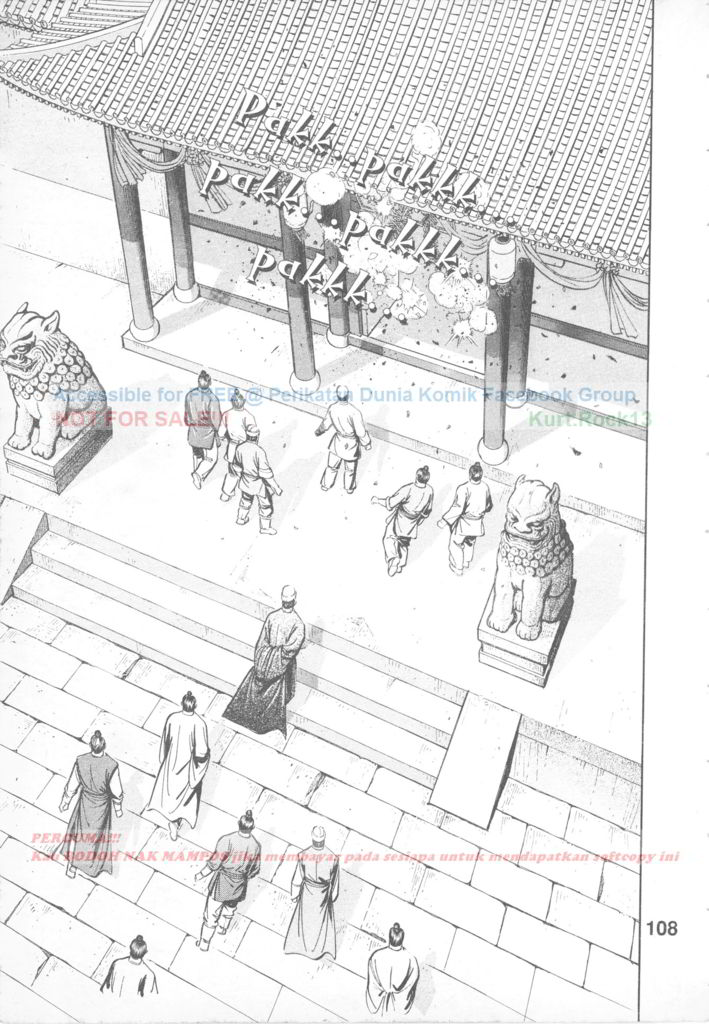 Pakk..pakkk
pakk...pakkk..
pakkk.
Accessible for FREE @ Perikatan Dunia Komik Facebook Group
NOT FOR SALE!!!
Kurt.Rock13
PERCUMA!!!
Kau BODOH NAK MAMPUS jika membayar pada sesiapa untuk mendapatkan softcopy ini
108